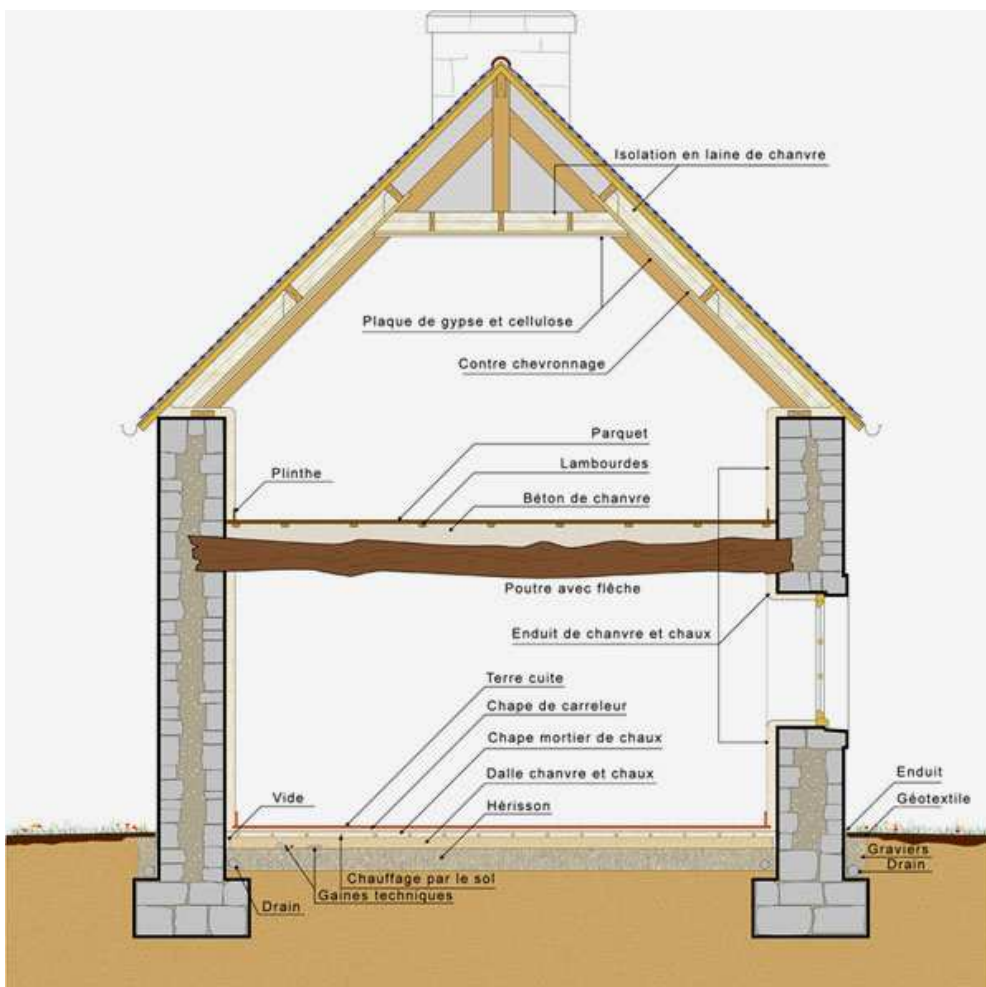 Isolation en laine de chanvre
Plaque de gypse et cellulose
Contre chevronnage
Parquet
Lambourdes
Plinthe
Béton de chanvre
Poutre avec flèche
Enduit de chanvre et chaux
Terre cuite
Chape de carreleur
Chape mortier de chaux
Dalle chanvre et chaux
Enduit
Vide
Hérisson
Géotextile
Graviers
Drain
Chauffage par le sol
Gaines techniques
Drain